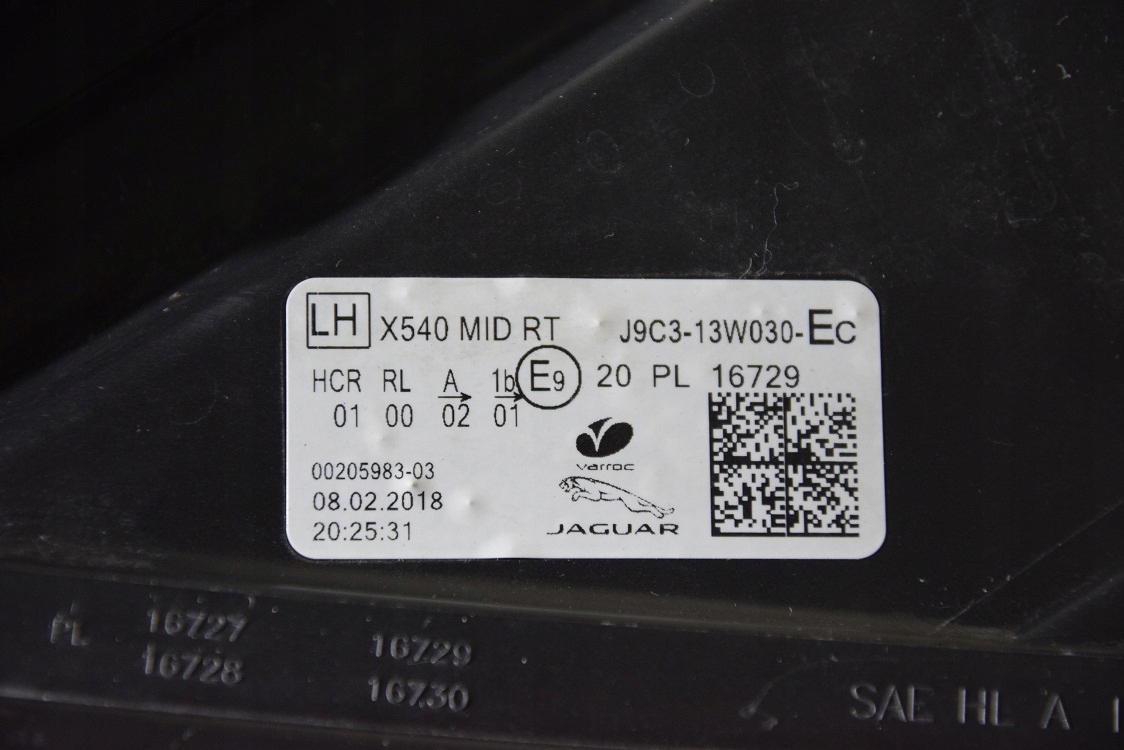 LH X540 MID RT J9C3-13W030-EC
HCR RL A 1b E9 20 PL 16729
01 00 02 01
varroc
00205983-03
08.02.2018
JAGUAR
20:25:31
PL 16727 16729
16728 16730
SAE HL A